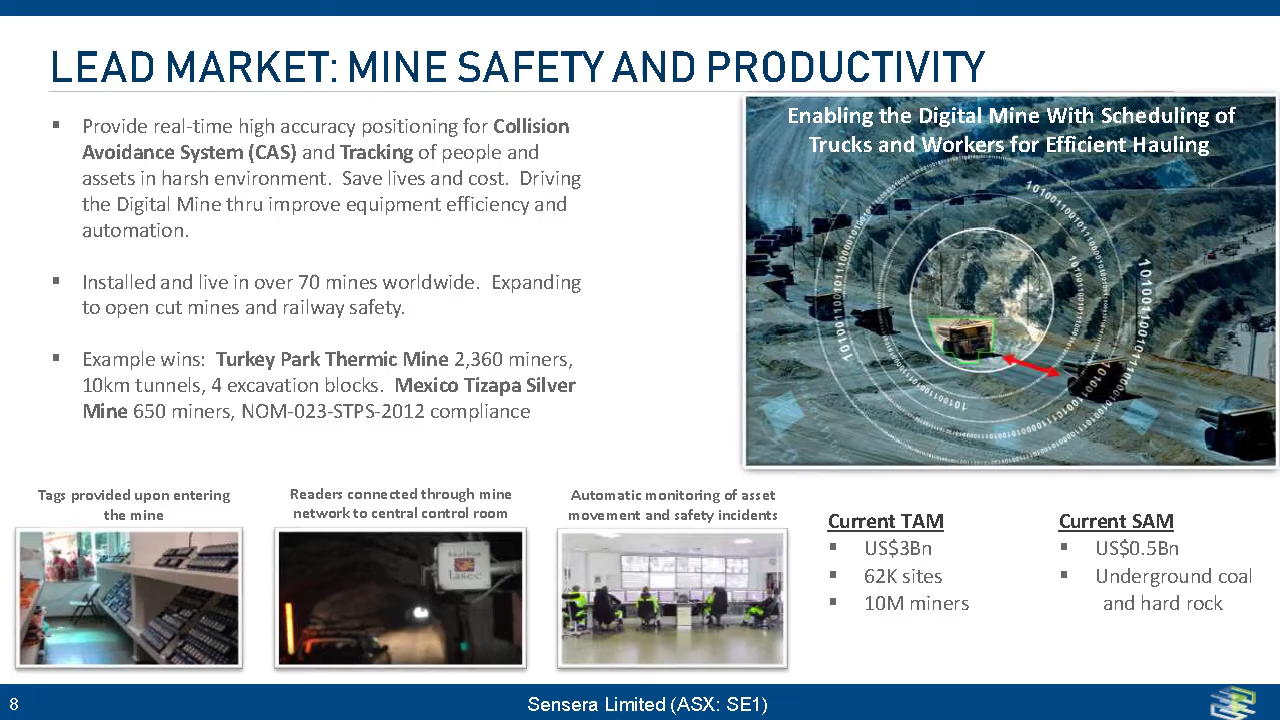 LEAD MARKET: MINE SAFETY AND PRODUCTIVITY
▪ Provide real-time high accuracy positioning for Collision
Avoidance System (CAS) and Tracking of people and
assets in harsh environment. Save lives and cost. Driving
the Digital Mine thru improve equipment efficiency and
automation.
▪ Installed and live in over 70 mines worldwide. Expanding
to open cut mines and railway safety.
▪ Example wins: Turkey Park Thermic Mine 2,360 miners,
10km tunnels, 4 excavation blocks. Mexico Tizapa Silver
Mine 650 miners, NOM-023-STPS-2012 compliance
Enabling the Digital Mine With Scheduling of
Trucks and Workers for Efficient Hauling
Tags provided upon entering
the mine
Readers connected through mine
network to central control room
Automatic monitoring of asset
movement and safety incidents
Lasec
Current TAM
▪ US$3Bn
▪ 62K sites
▪ 10M miners
Current SAM
▪ US$0.5Bn
▪ Underground coal
and hard rock
8
Sensera Limited (ASX: SE1)